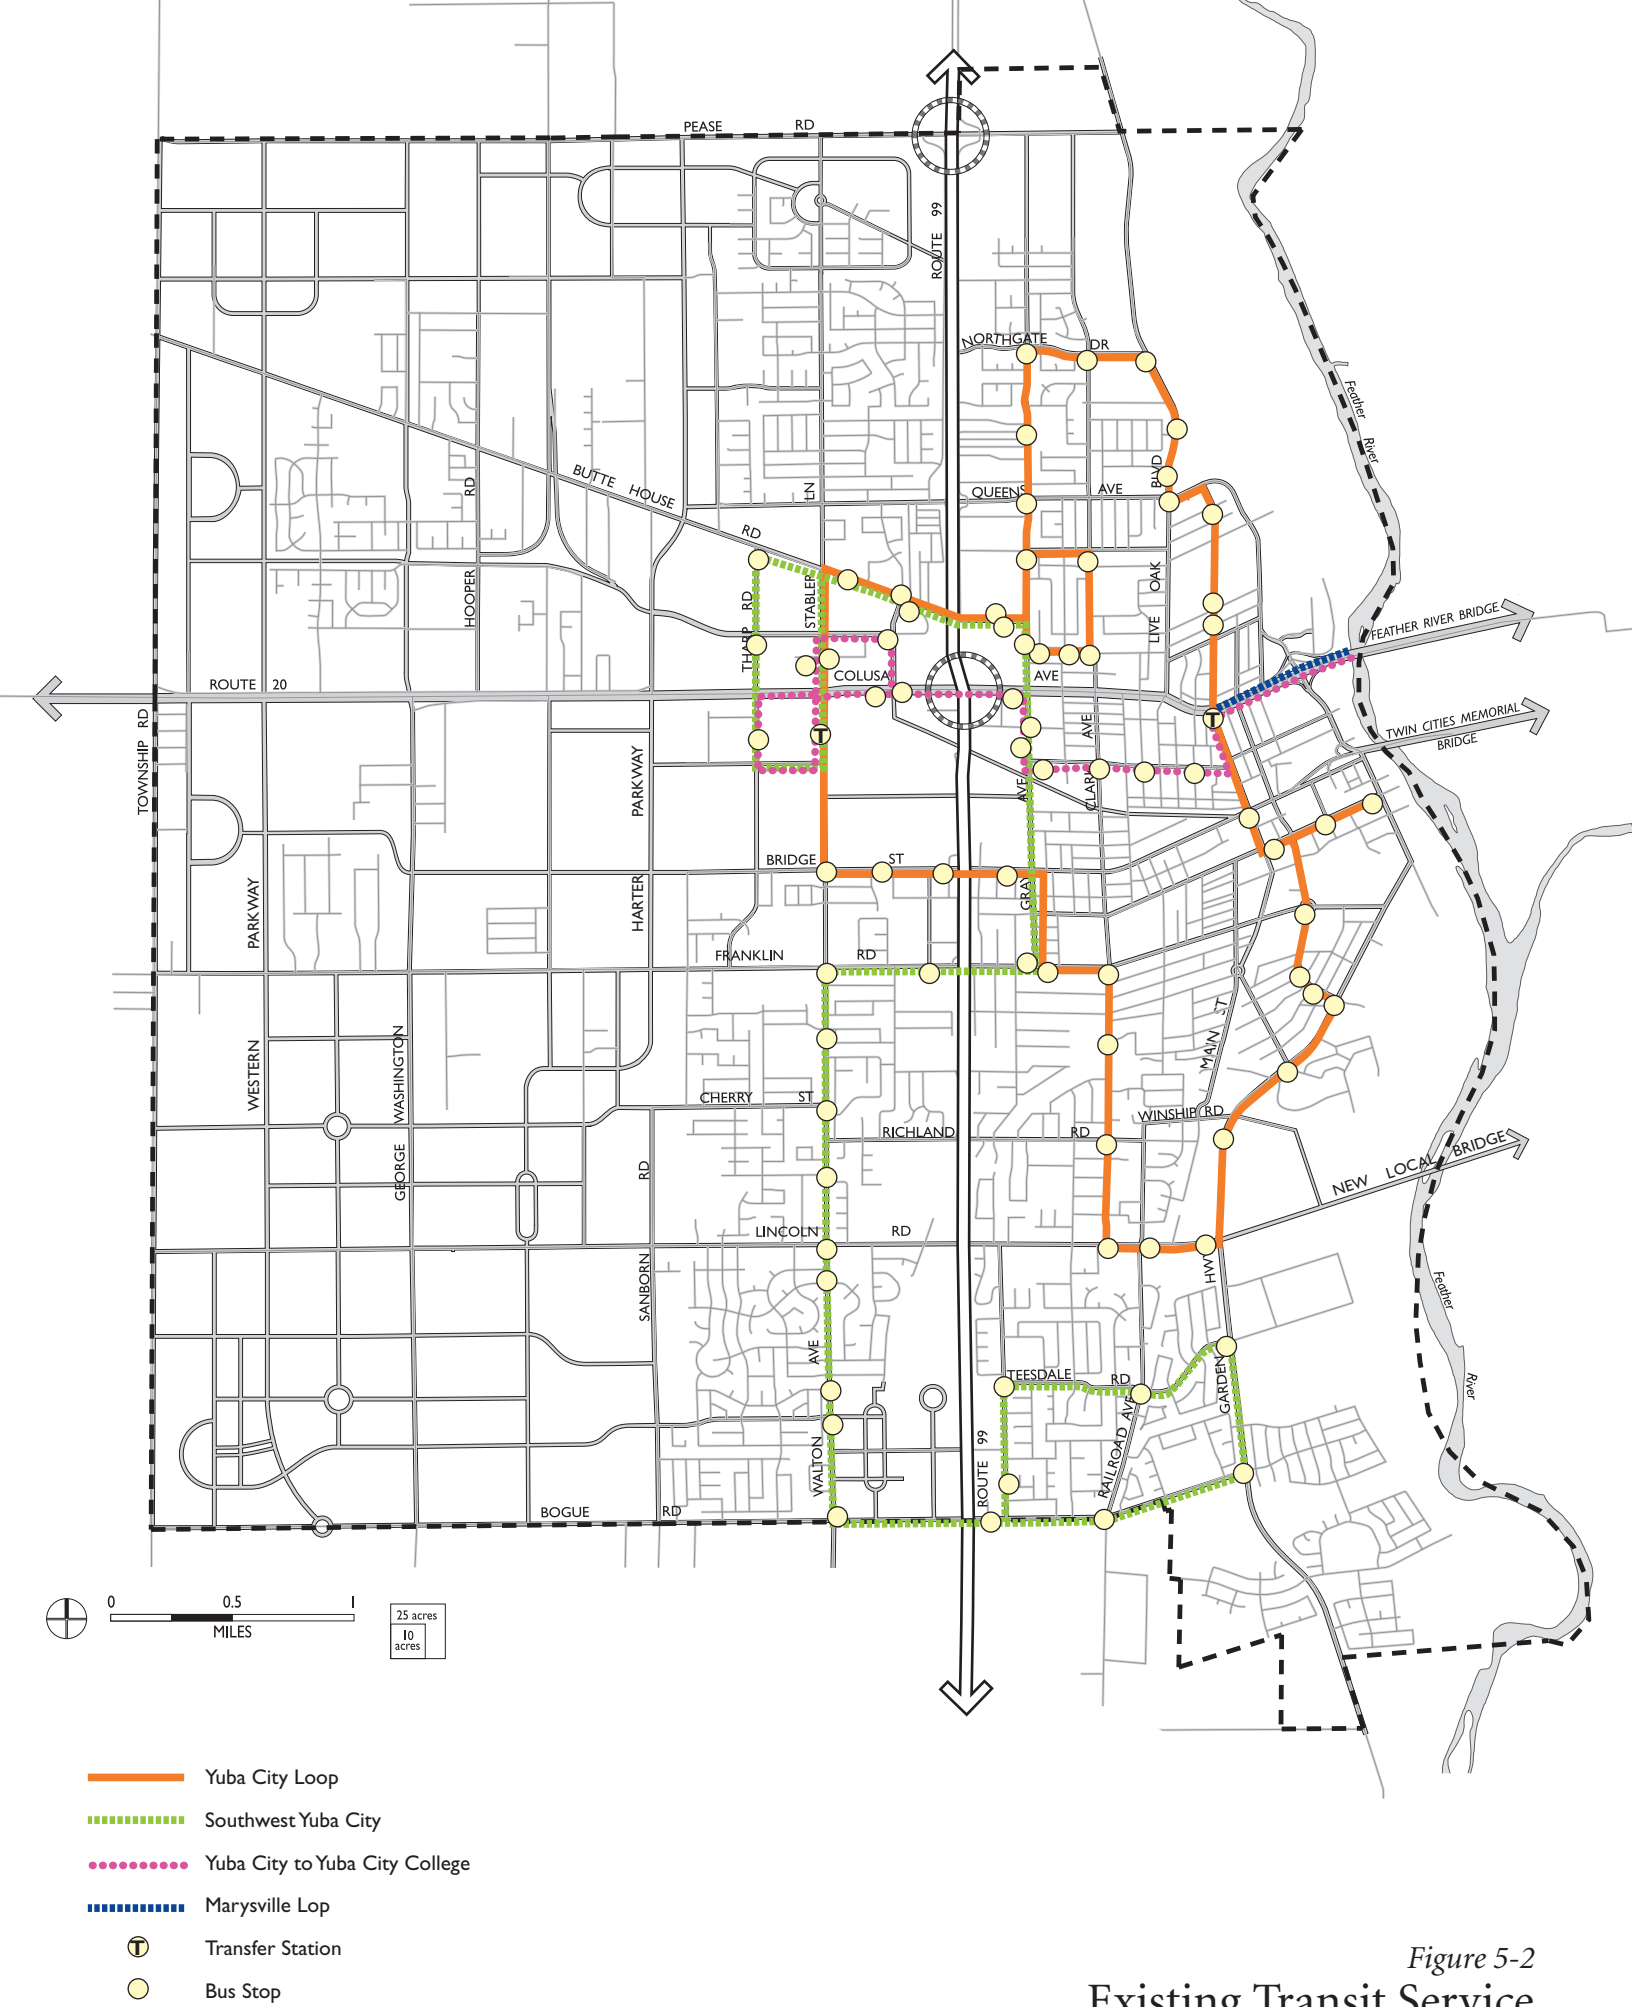 PEASE RD
ROUTE 99
NORTHGATE DR
Feather River
BUTTE HOUSE RD
RD
LN
QUEENS AVE
BLVD
OAK
LIVE
HOOPER
STABLER
RD
THARP
FEATHER RIVER BRIDGE
COLUSA AVE
ROUTE 20
TOWNSHIP RD
TWIN CITIES MEMORIAL
BRIDGE
PARKWAY
AVE
CLARK
AVE
BRIDGE ST
PARKWAY
HARTER
GRAY
FRANKLIN RD
MAIN ST
WESTERN
WASHINGTON
CHERRY ST
WINSHIP RD
RICHLAND RD
GEORGE
RD
NEW LOCAL BRIDGE
LINCOLN RD
SANBORN
HWY
Feather River
AVE
TEESDALE RD
GARDEN
RAILROAD AVE
WALTON
ROUTE 99
BOGUE RD
0 0.5 1
MILES
25 acres
10
acres
Yuba City Loop
Southwest Yuba City
Yuba City to Yuba City College
Marysville Lop
T Transfer Station
Bus Stop
Figure 5-2
Existing Transit Service